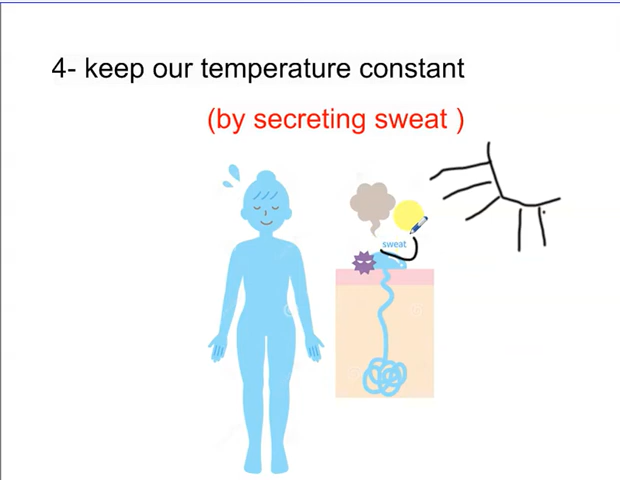 4- keep our temperature constant
(by secreting sweat )
sweat